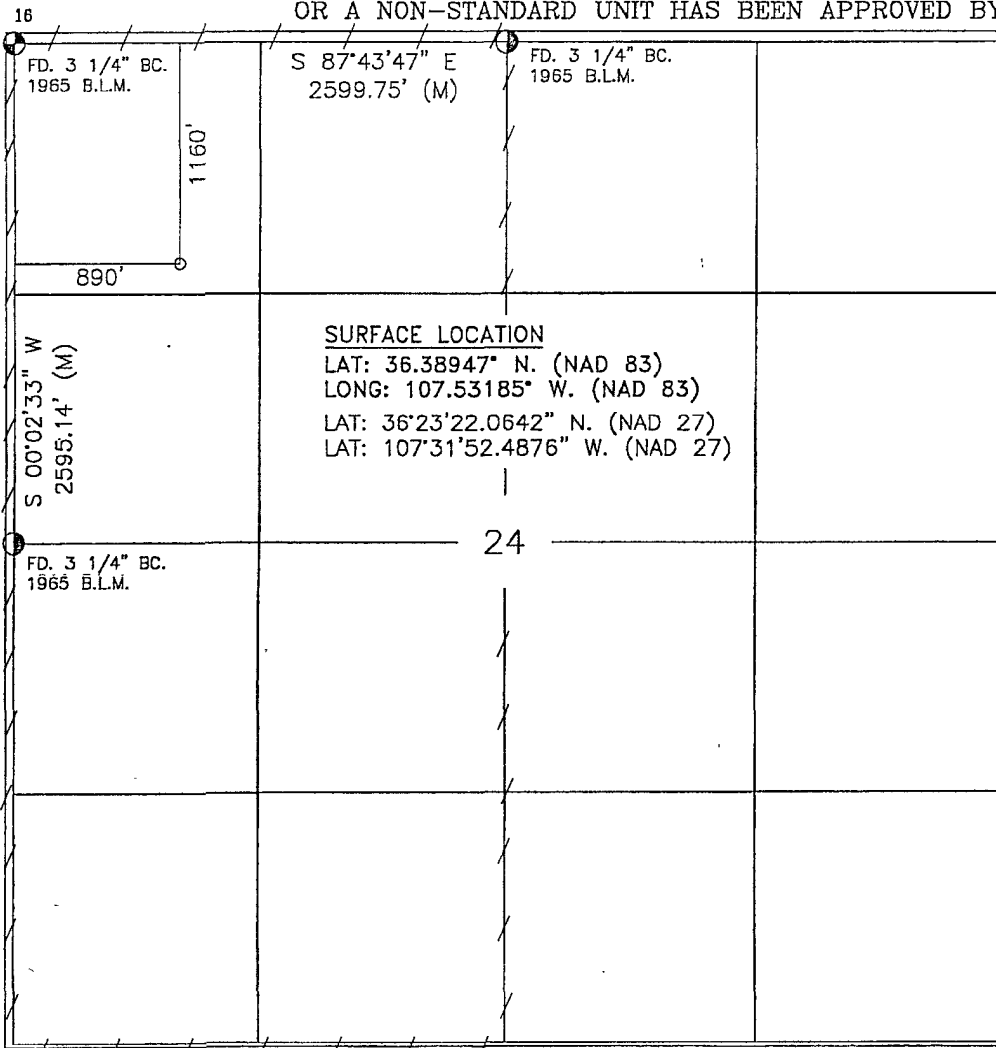 OR A NON-STANDARD UNIT HAS BEEN APPROVED BY
16
FD. 3 1/4" BC.
1965 B.L.M.
S 87°43'47" E
2599.75' (M)
FD. 3 1/4" BC.
1965 B.L.M.
1160'
890'
S 00°02'33" W
2595.14' (M)
SURFACE LOCATION
LAT: 36.38947° N. (NAD 83)
LONG: 107.53185° W. (NAD 83)
LAT: 36°23'22.0642" N. (NAD 27)
LAT: 107°31'52.4876" W. (NAD 27)
24
FD. 3 1/4" BC.
1965 B.L.M.